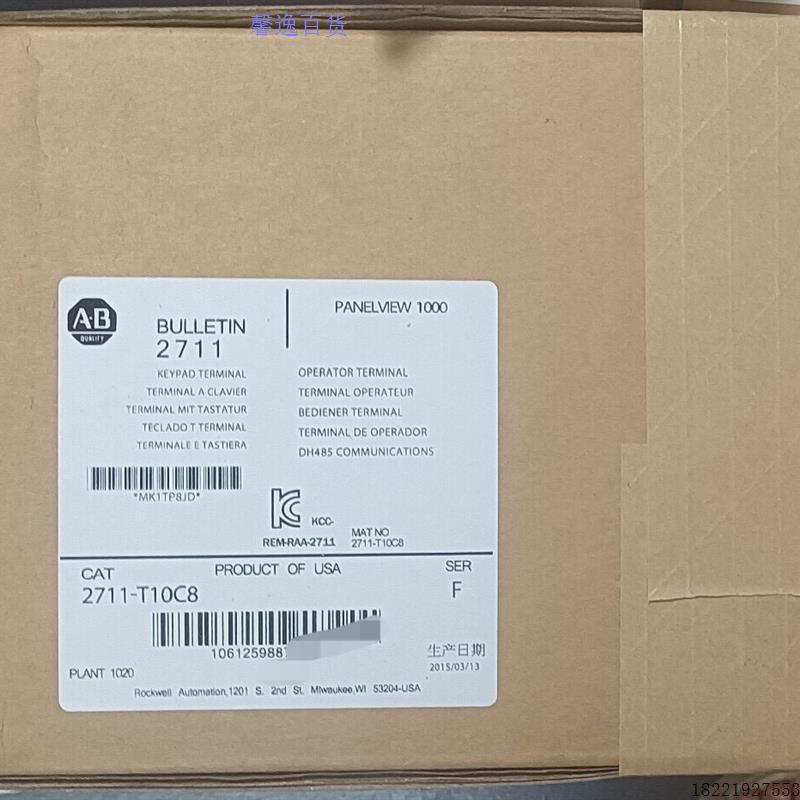 馨逸百货
A·B
QUALITY
BULLETIN
2711
PANELVIEW 1000
KEYPAD TERMINAL
TERMINAL A CLAVIER
TERMINAL MIT TASTATUR
TECLADO T TERMINAL
TERMINALE E TASTIERA
OPERATOR TERMINAL
TERMINAL OPERATEUR
BEDIENER TERMINAL
TERMINAL DE OPERADOR
DH485 COMMUNICATIONS
*MK1TP8JD*
KCC-
REM-RAA-2711
MAT NO
2711-T10C8
CAT
2711-T10C8
PRODUCT OF USA
SER
F
106125988
生产日期
2015/03/13
PLANT 1020
Rockwell Automation,1201 S. 2nd St. Mlwaukee,WI 53204-USA
18221927553